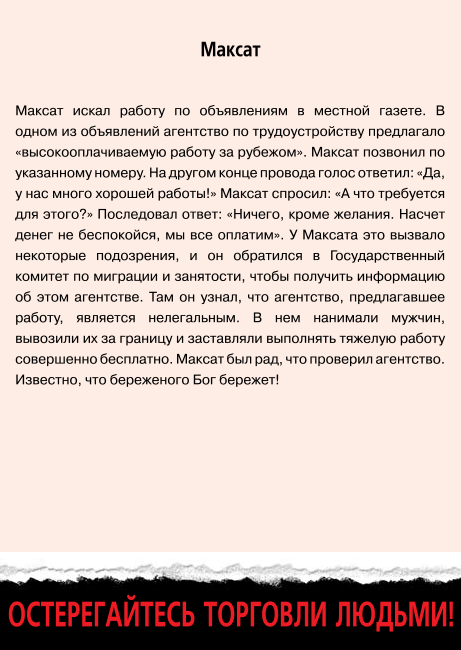 Максат
Максат искал работу по объявлениям в местной газете. В
одном из объявлений агентство по трудоустройству предлагало
«высокооплачиваемую работу за рубежом». Максат позвонил по
указанному номеру. На другом конце провода голос ответил: «Да,
у нас много хорошей работы!» Максат спросил: «А что требуется
для этого?» Последовал ответ: «Ничего, кроме желания. Насчет
денег не беспокойся, мы все оплатим». У Максата это вызвало
некоторые подозрения, и он обратился в Государственный
комитет по миграции и занятости, чтобы получить информацию
об этом агентстве. Там он узнал, что агентство, предлагавшее
работу, является нелегальным. В нем нанимали мужчин,
вывозили их за границу и заставляли выполнять тяжелую работу
совершенно бесплатно. Максат был рад, что проверил агентство.
Известно, что береженого Бог бережет!
ОСТЕРЕГАЙТЕСЬ ТОРГОВЛИ ЛЮДЬМИ!